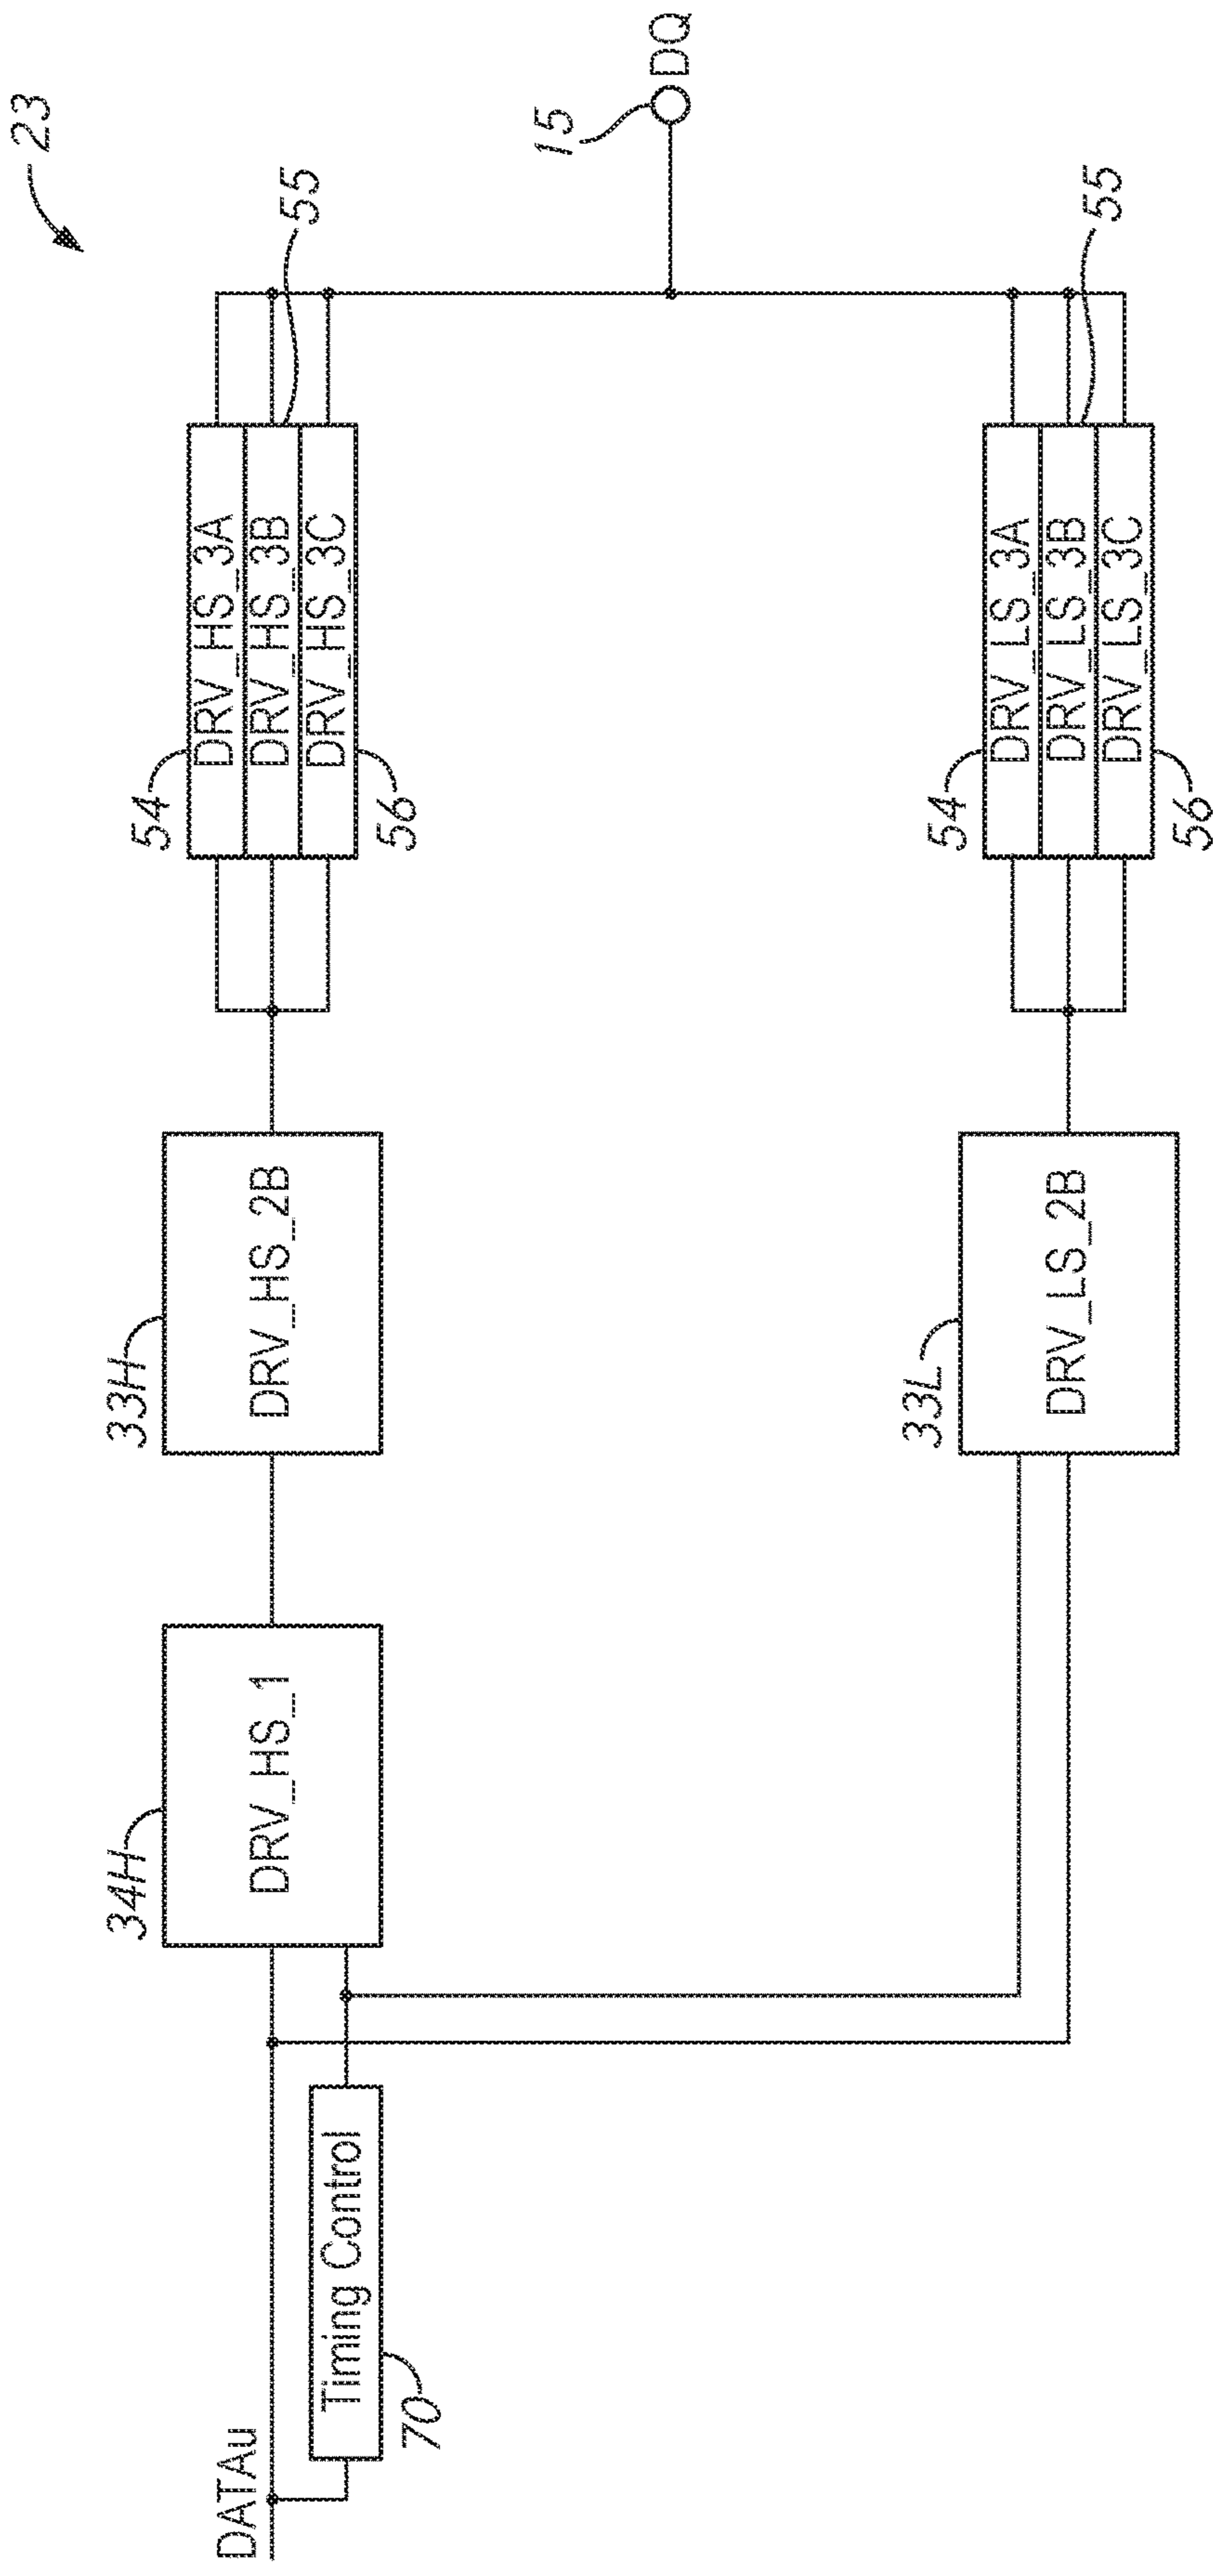 23
DATAu
Timing Control
70
34H
DRV_HS_1
33H
DRV_HS_2B
54
DRV_HS_3A
DRV_HS_3B
DRV_HS_3C
55
56
15
DQ
33L
DRV_LS_2B
54
DRV_LS_3A
DRV_LS_3B
DRV_LS_3C
55
56